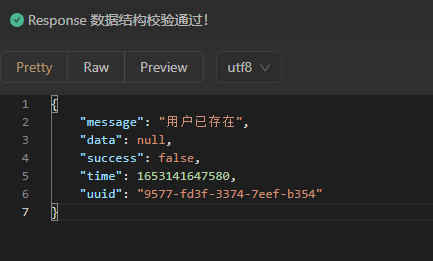 Response 数据结构校验通过！
Pretty Raw Preview utf8
1 {
2 "message": "用户已存在",
3 "data": null,
4 "success": false,
5 "time": 1653141647580,
6 "uuid": "9577-fd3f-3374-7eef-b354"
7 }